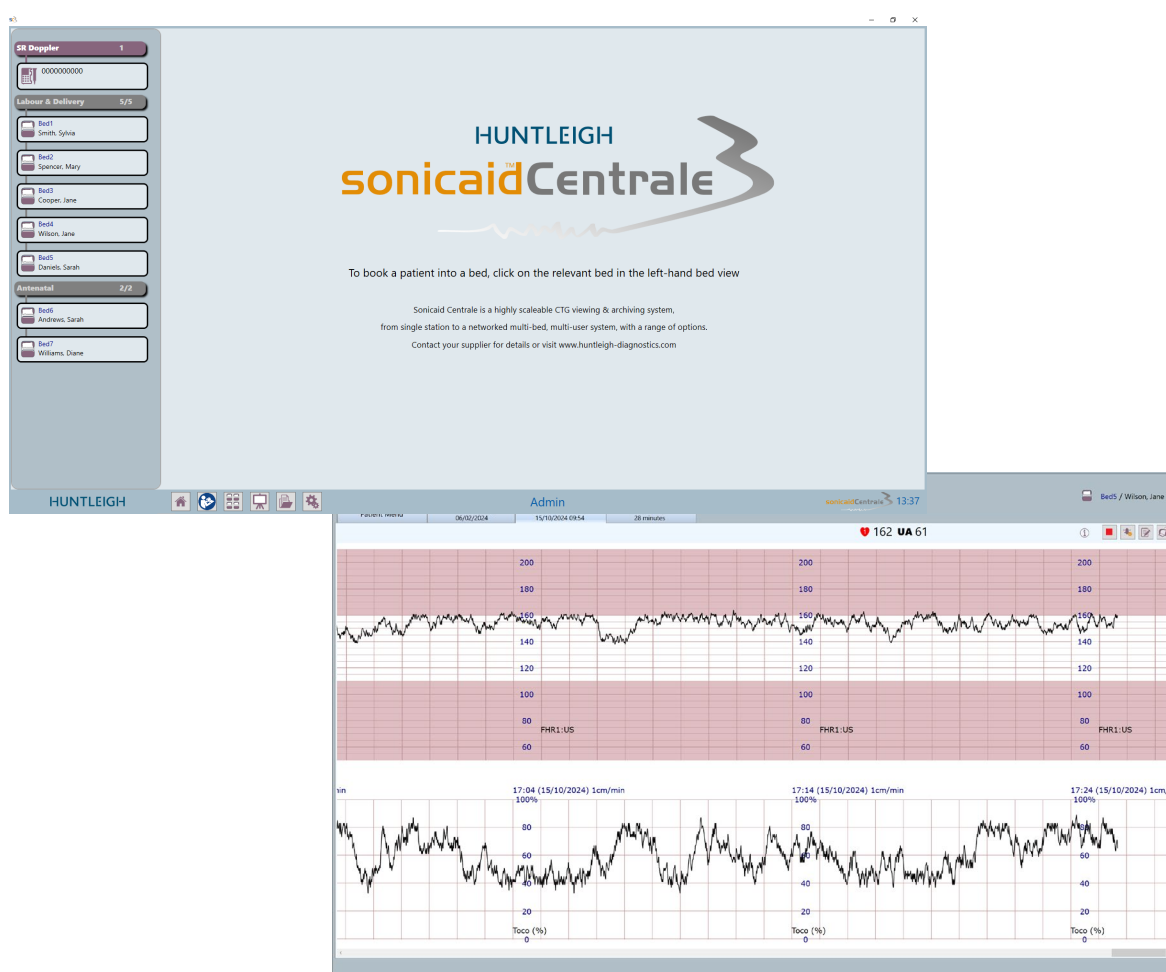 SR Doppler 1
0000000000
Labour & Delivery 5/5
Bed1
Smith, Sylvia
Bed2
Spencer, Mary
Bed3
Cooper, Jane
Bed4
Wilson, Jane
Bed5
Daniels, Sarah
Antenatal 2/2
Bed6
Andrews, Sarah
Bed7
Williams, Diane
HUNTLEIGH
sonicaid™Centrale3
To book a patient into a bed, click on the relevant bed in the left-hand bed view
Sonicaid Centrale is a highly scaleable CTG viewing & archiving system,
from single station to a networked multi-bed, multi-user system, with a range of options.
Contact your supplier for details or visit www.huntleigh-diagnostics.com
HUNTLEIGH
Admin
sonicaidCentrale3 13:37
Bed5 / Wilson, Jane
Patient Menu 06/02/2024 15/10/2024 09:54 28 minutes
162 UA 61
200 200 200
180 180 180
160 160 160
140 140 140
120 120 120
100 100 100
80 80 80
FHR1:US FHR1:US FHR1:US
60 60 60
17:04 (15/10/2024) 1cm/min 17:14 (15/10/2024) 1cm/min 17:24 (15/10/2024)
100% 100% 100%
80 80 80
60 60 60
40 40 40
20 20 20
Toco (%) Toco (%) Toco (%)
0 0 0